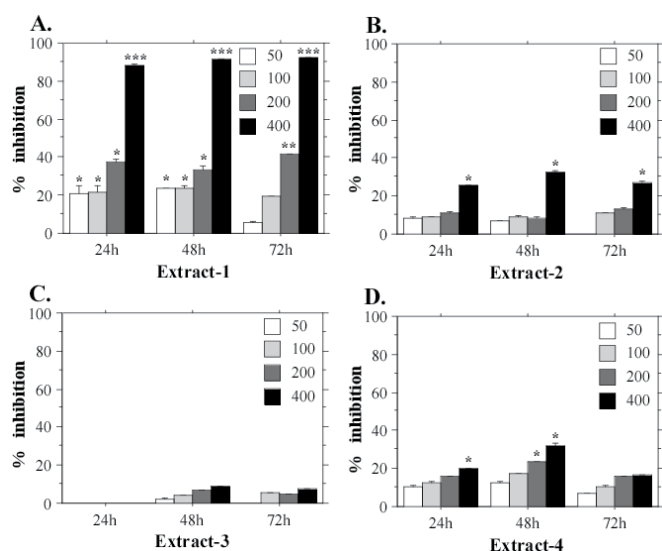 A.
100
80
60
40
20
0
% inhibition
50
100
200
400
* * * ***
* * * ***
** ***
24h 48h 72h
Extract-1
B.
100
80
60
40
20
0
% inhibition
50
100
200
400
* * *
24h 48h 72h
Extract-2
C.
100
80
60
40
20
0
% inhibition
50
100
200
400
24h 48h 72h
Extract-3
D.
100
80
60
40
20
0
% inhibition
50
100
200
400
* * *
24h 48h 72h
Extract-4